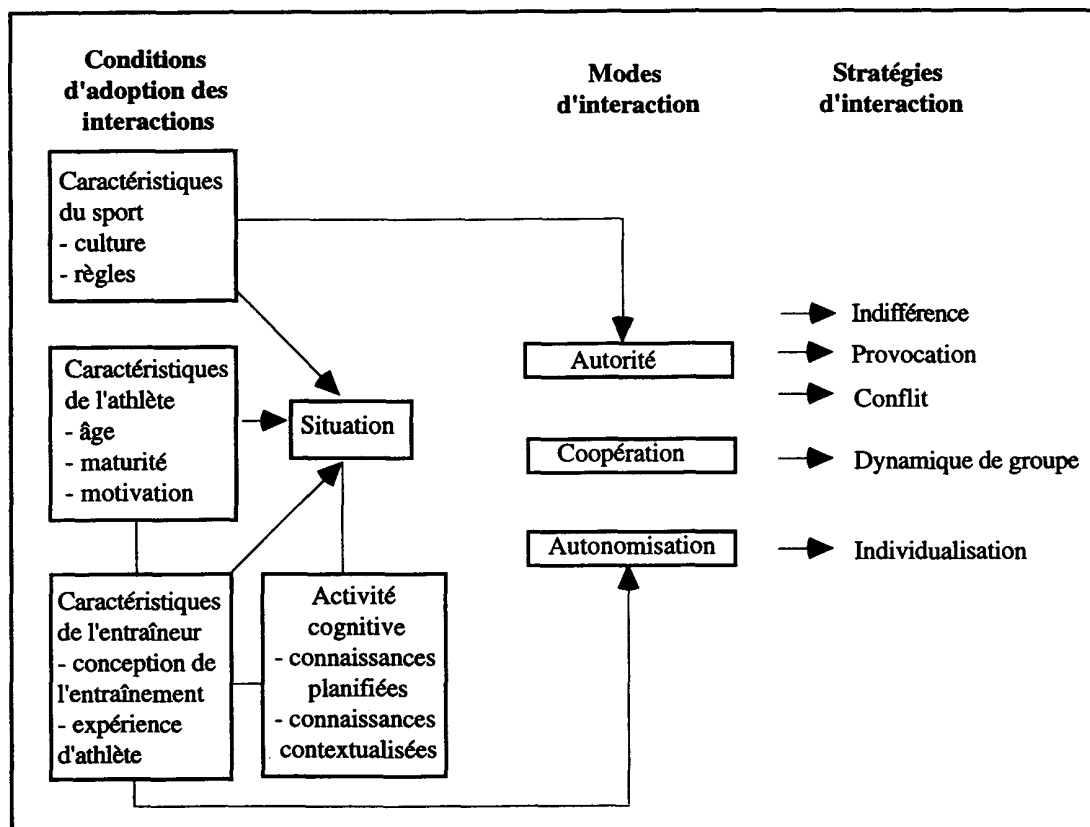 Conditions
d'adoption des
interactions
Modes
d'interaction
Stratégies
d'interaction
Caractéristiques
du sport
- culture
- règles
Caractéristiques
de l'athlète
- âge
- maturité
- motivation
Situation
Caractéristiques
de l'entraîneur
- conception de
l'entraînement
- expérience
d'athlète
Activité
cognitive
- connaissances
planifiées
- connaissances
contextualisées
Autorité
Coopération
Autonomisation
Indifférence
Provocation
Conflit
Dynamique de groupe
Individualisation